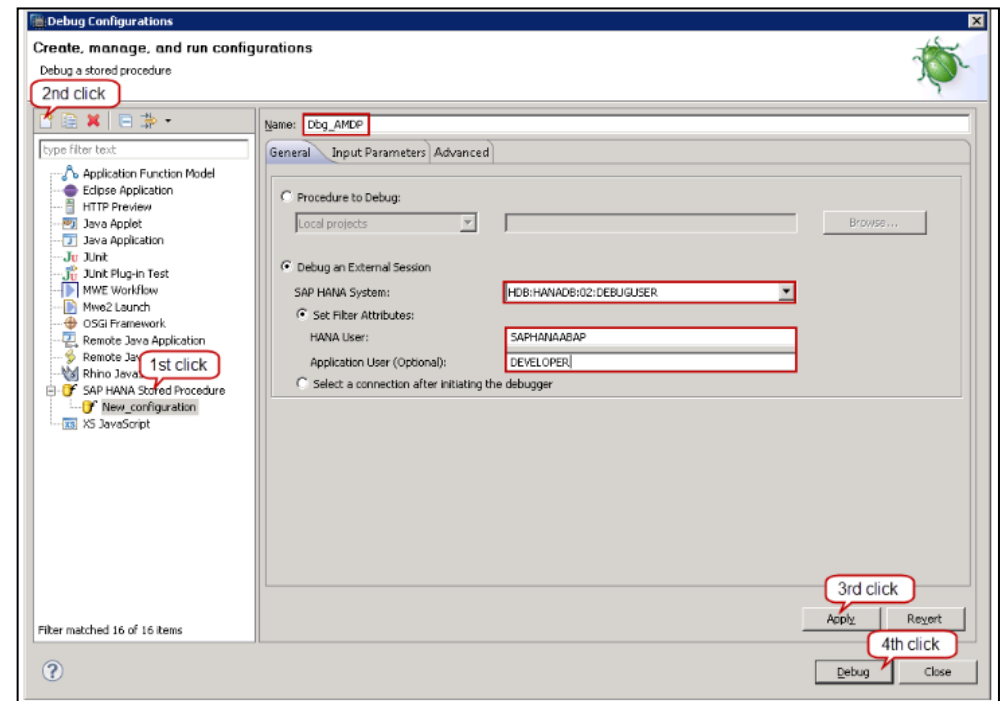 Debug Configurations
Create, manage, and run configurations
Debug a stored procedure
2nd click
type filter text
Application Function Model
Eclipse Application
HTTP Preview
Java Applet
Java Application
Ju JUnit
JUnit Plug-in Test
MWE Workflow
Mwe2 Launch
OSGi Framework
Remote Java Application
Remote Jav
1st click
Rhino Javas
SAP HANA Stored Procedure
New_configuration
XS XS JavaScript
Filter matched 16 of 16 items
Name: Dbg_AMDP
General Input Parameters Advanced
Procedure to Debug:
Local projects Browse...
Debug an External Session
SAP HANA System: HDB:HANADB:02:DEBUGUSER
Set Filter Attributes:
HANA User: SAPHANAABAP
Application User (Optional): DEVELOPER
Select a connection after initiating the debugger
3rd click
Apply Revert
4th click
? Debug Close